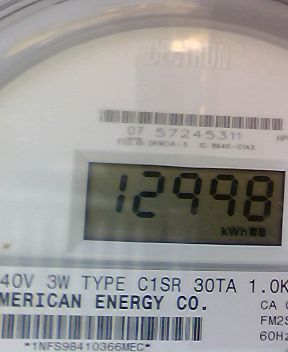 CENTRON
07 57245311
12998
kWh
40V 3W TYPE C1SR 30TA 1.0K
MERICAN ENERGY CO.
CA
FM2S
60Hz
*1NFS98410366MEC*